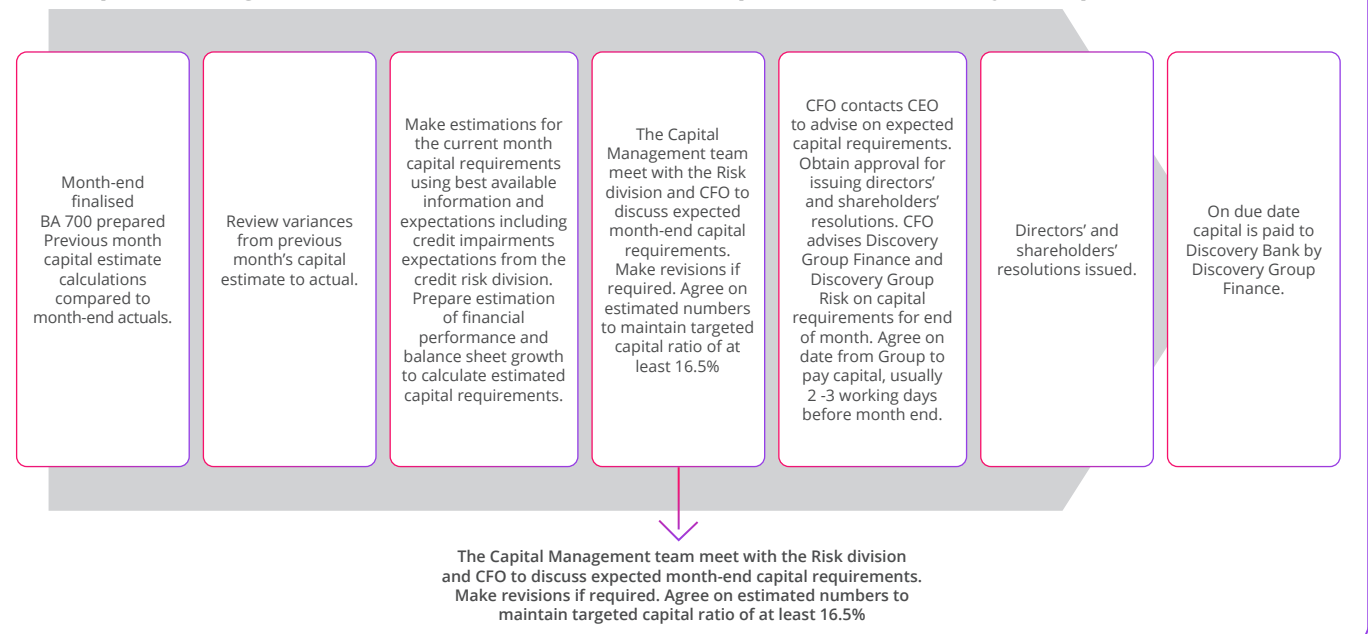 Month-end
finalised
BA 700 prepared
Previous month
capital estimate
calculations
compared to
month-end actuals.
Review variances
from previous
month's capital
estimate to actual.
Make estimations for
the current month
capital requirements
using best available
information and
expectations including
credit impairments
expectations from the
credit risk division.
Prepare estimation
of financial
performance and
balance sheet growth
to calculate estimated
capital requirements.
The Capital
Management team
meet with the Risk
division and CFO to
discuss expected
month-end capital
requirements.
Make revisions if
required. Agree on
estimated numbers
to maintain targeted
capital ratio of at
least 16.5%
CFO contacts CEO
to advise on expected
capital requirements.
Obtain approval for
issuing directors'
and shareholders'
resolutions. CFO
advises Discovery
Group Finance and
Discovery Group
Risk on capital
requirements for end
of month. Agree on
date from Group to
pay capital, usually
2 -3 working days
before month end.
Directors' and
shareholders'
resolutions issued.
On due date
capital is paid to
Discovery Bank by
Discovery Group
Finance.
The Capital Management team meet with the Risk division
and CFO to discuss expected month-end capital requirements.
Make revisions if required. Agree on estimated numbers to
maintain targeted capital ratio of at least 16.5%